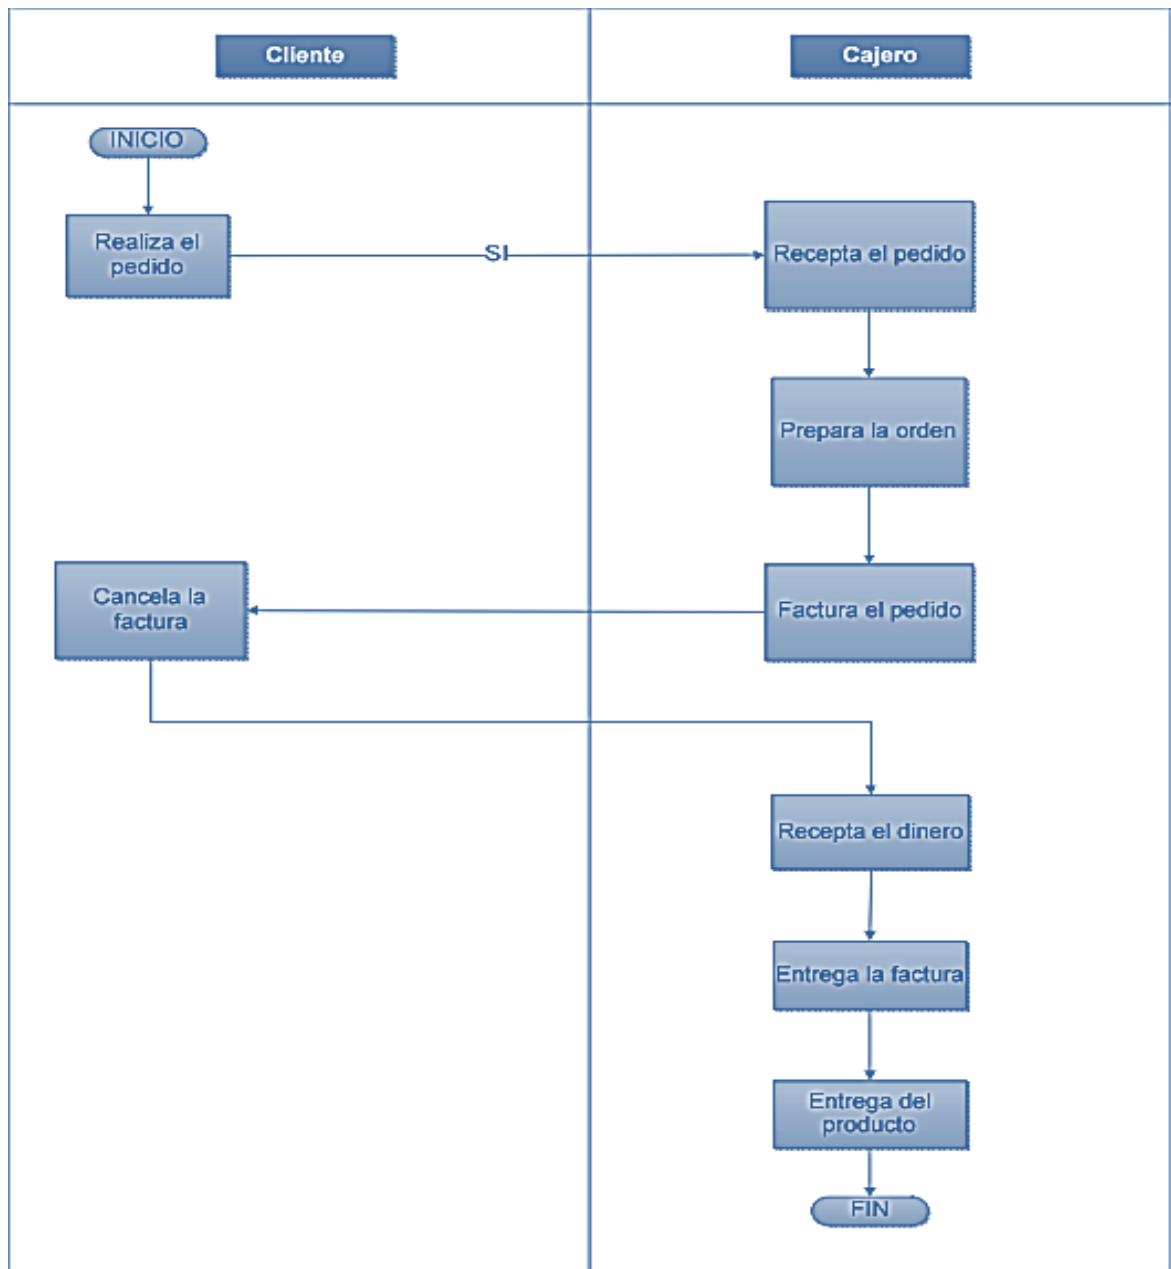 Cliente
Cajero
INICIO
Realiza el
pedido
SI
Recepta el pedido
Prepara la orden
Cancela la
factura
Factura el pedido
Recepta el dinero
Entrega la factura
Entrega del
producto
FIN